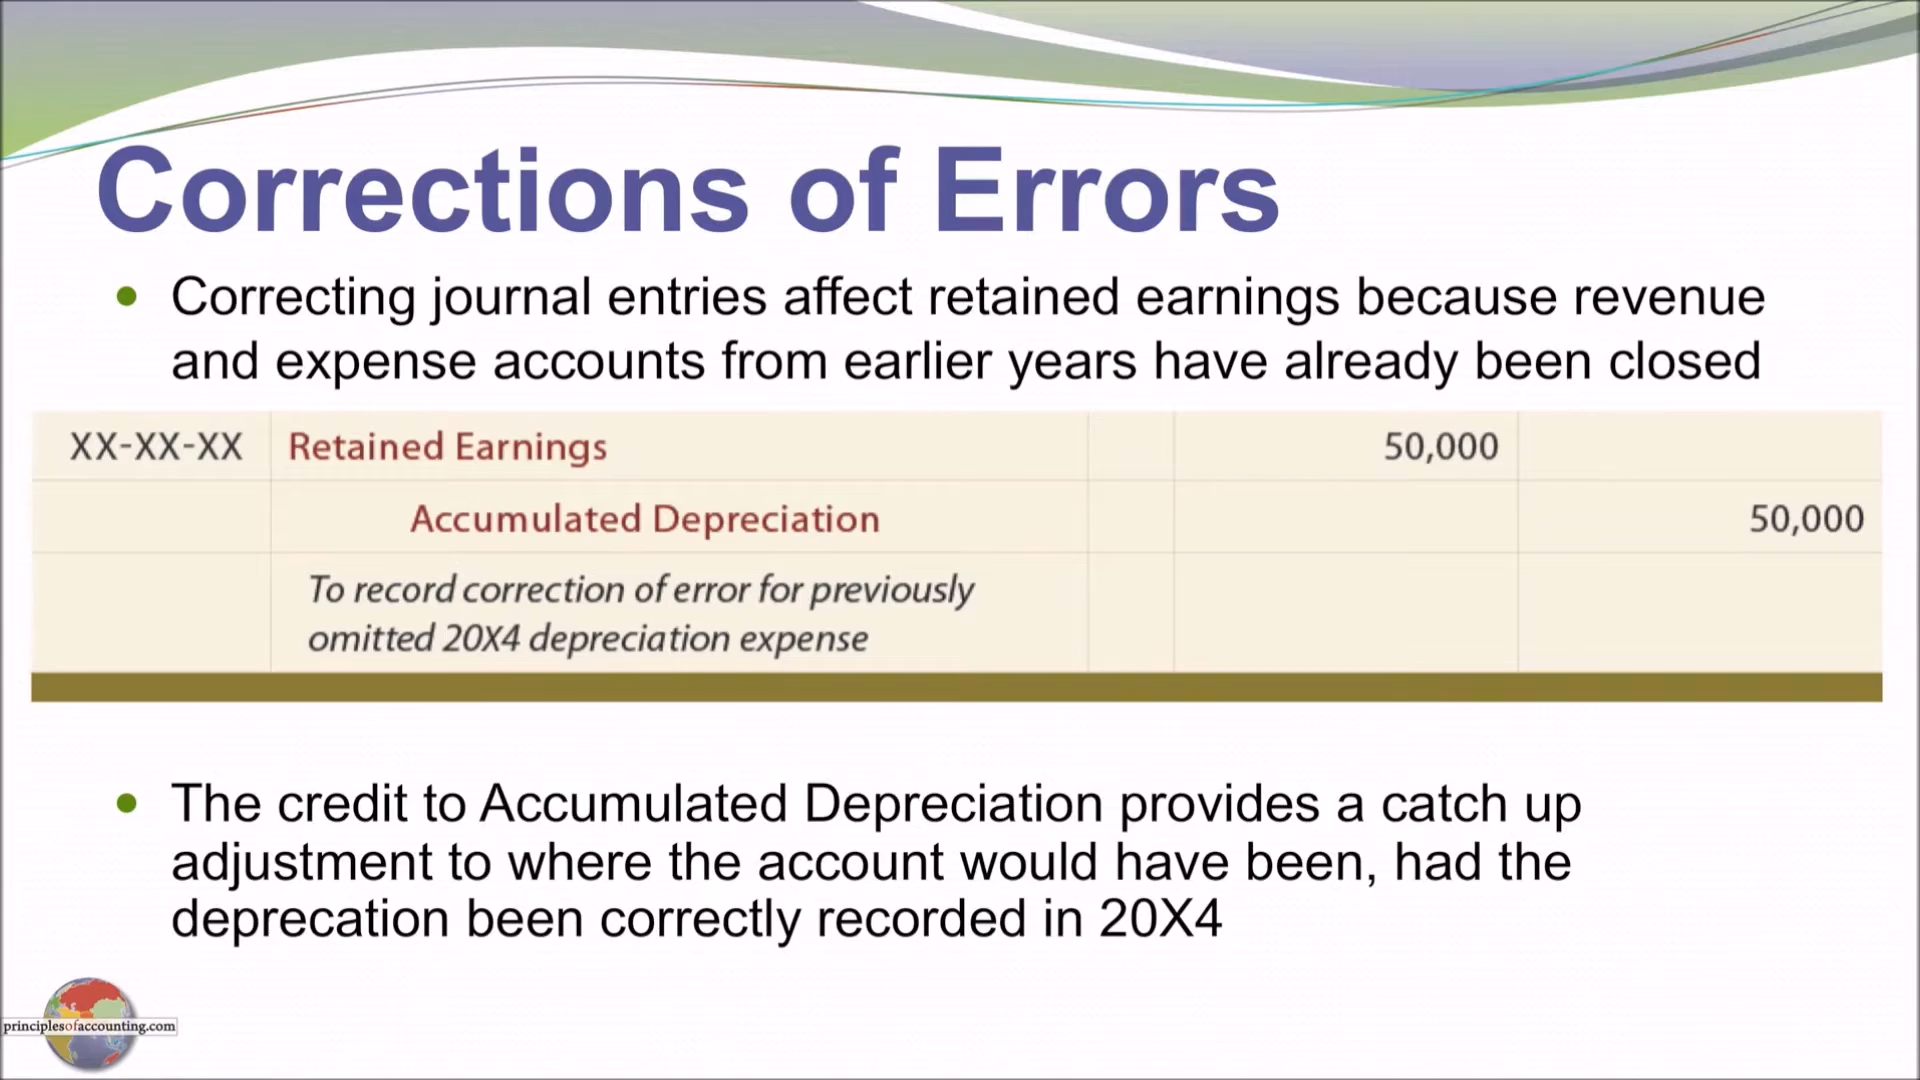 Corrections of Errors
• Correcting journal entries affect retained earnings because revenue
and expense accounts from earlier years have already been closed
XX-XX-XX Retained Earnings 50,000
Accumulated Depreciation 50,000
To record correction of error for previously
omitted 20X4 depreciation expense
• The credit to Accumulated Depreciation provides a catch up
adjustment to where the account would have been, had the
deprecation been correctly recorded in 20X4
principlesofaccounting.com